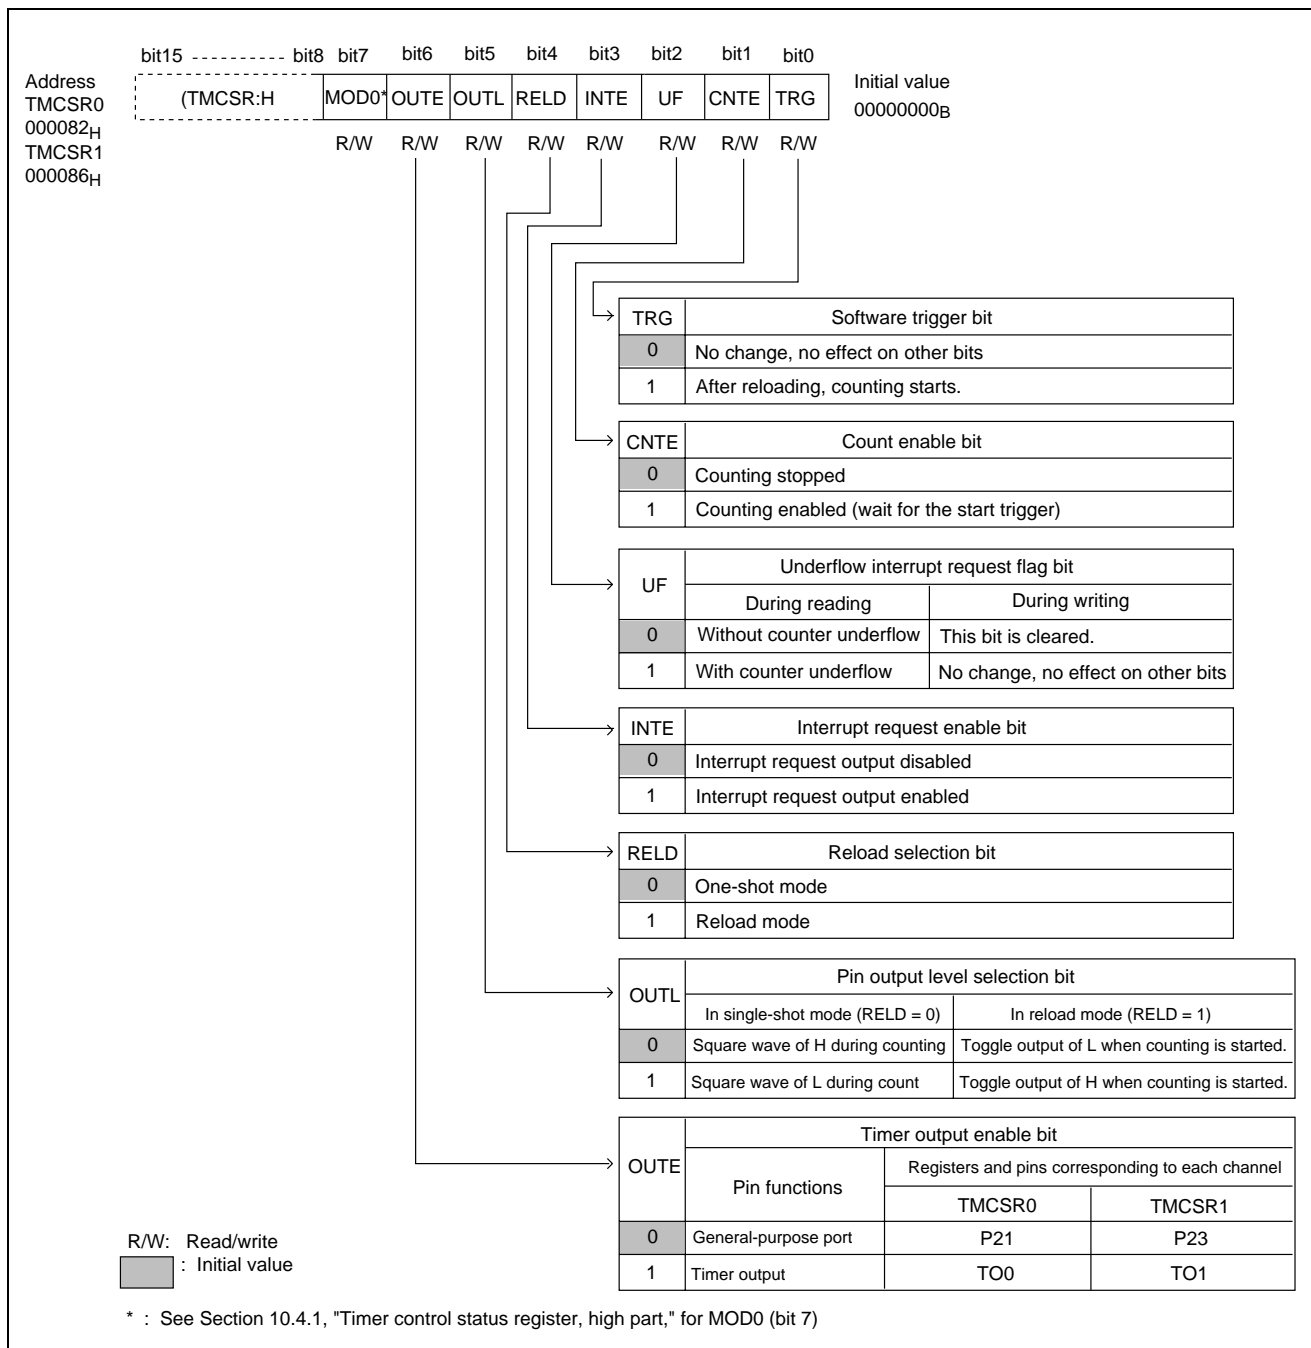 bit15 ----------- bit8 bit7 bit6 bit5 bit4 bit3 bit2 bit1 bit0
Address
TMCSR0
000082H
TMCSR1
000086H
(TMCSR:H MOD0* OUTE OUTL RELD INTE UF CNTE TRG
R/W R/W R/W R/W R/W R/W R/W R/W
Initial value
00000000B
TRG Software trigger bit
0 No change, no effect on other bits
1 After reloading, counting starts.
CNTE Count enable bit
0 Counting stopped
1 Counting enabled (wait for the start trigger)
UF Underflow interrupt request flag bit
During reading During writing
0 Without counter underflow This bit is cleared.
1 With counter underflow No change, no effect on other bits
INTE Interrupt request enable bit
0 Interrupt request output disabled
1 Interrupt request output enabled
RELD Reload selection bit
0 One-shot mode
1 Reload mode
OUTL Pin output level selection bit
In single-shot mode (RELD = 0) In reload mode (RELD = 1)
0 Square wave of H during counting Toggle output of L when counting is started.
1 Square wave of L during count Toggle output of H when counting is started.
OUTE Timer output enable bit
Pin functions Registers and pins corresponding to each channel
TMCSR0 TMCSR1
0 General-purpose port P21 P23
1 Timer output TO0 TO1
R/W: Read/write
: Initial value
* : See Section 10.4.1, "Timer control status register, high part," for MOD0 (bit 7)